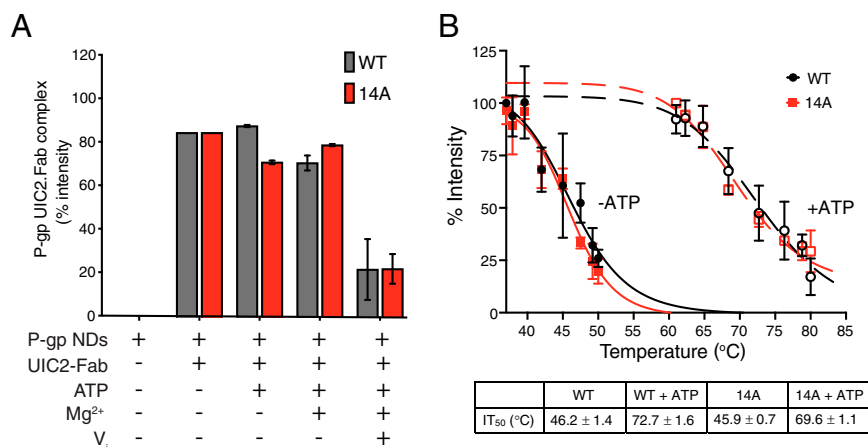 A
P-gp UIC2.Fab complex
(% intensity)
120
100
80
60
40
20
0
WT
14A
P-gp NDs + + + + +
UIC2-Fab - + + + +
ATP - - + + +
Mg2+ - - - + +
V - - - - +
B
% Intensity
125
100
75
50
25
0
WT
14A
-ATP
+ATP
40 45 50 55 60 65 70 75 80 85
Temperature (°C)
WT WT + ATP 14A 14A + ATP
IT50 (°C) 46.2 ± 1.4 72.7 ± 1.6 45.9 ± 0.7 69.6 ± 1.1